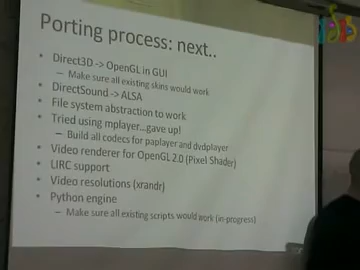 Porting process: next..
• Direct3D -> OpenGL in GUI
– Make sure all existing skins would work
• DirectSound -> ALSA
• File system abstraction to work
• Tried using mplayer...gave up!
– Build all codecs for paplayer and dvdplayer
• Video renderer for OpenGL 2.0 (Pixel Shader)
• LIRC support
• Video resolutions (xrandr)
• Python engine
– Make sure all existing scripts would work (in-progress)